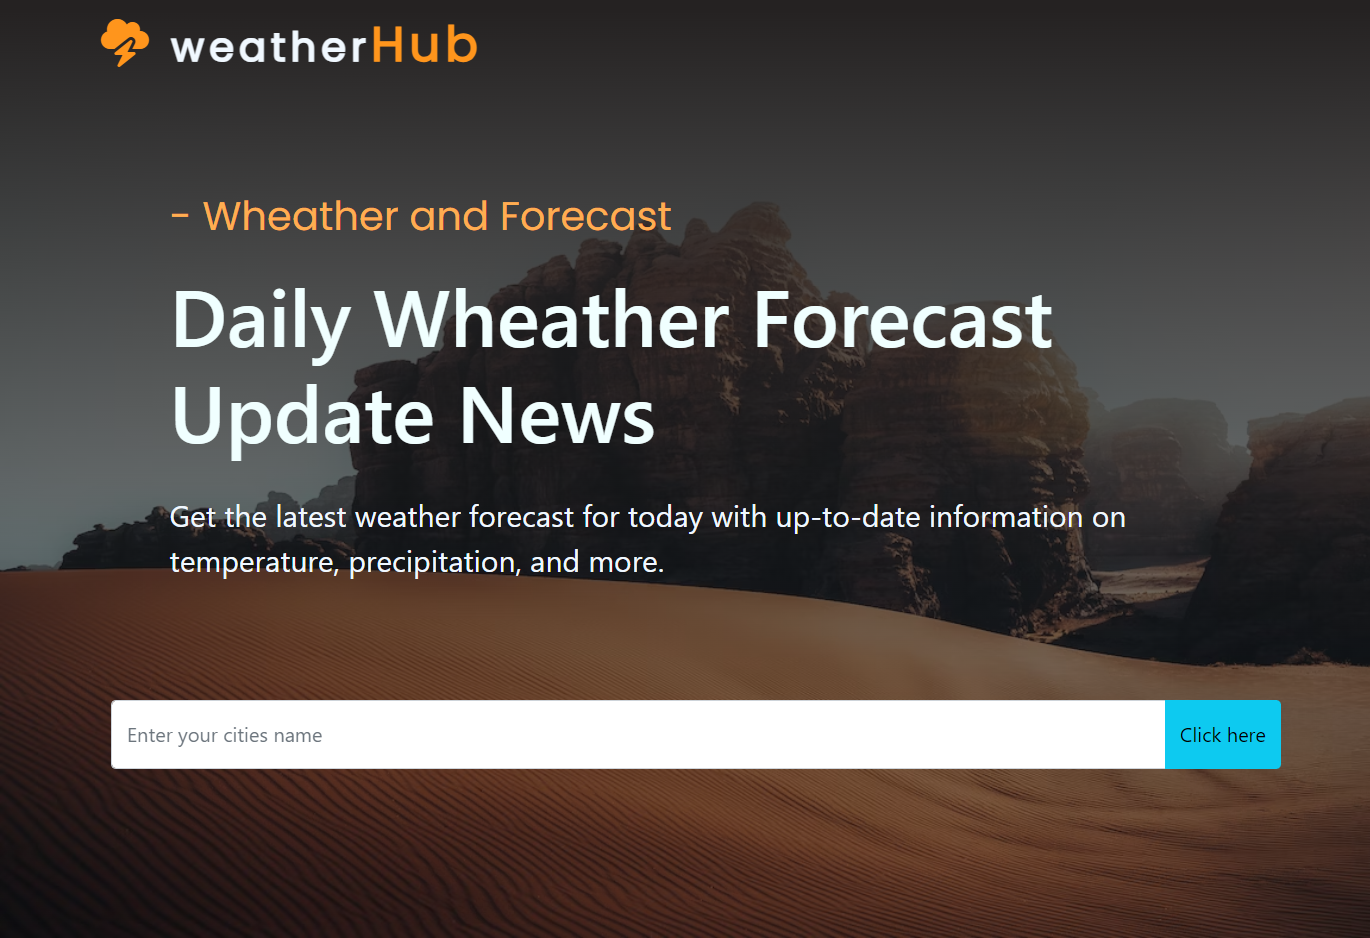 weatherHub
- Wheather and Forecast
Daily Wheather Forecast
Update News
Get the latest weather forecast for today with up-to-date information on
temperature, precipitation, and more.
Enter your cities name
Click here